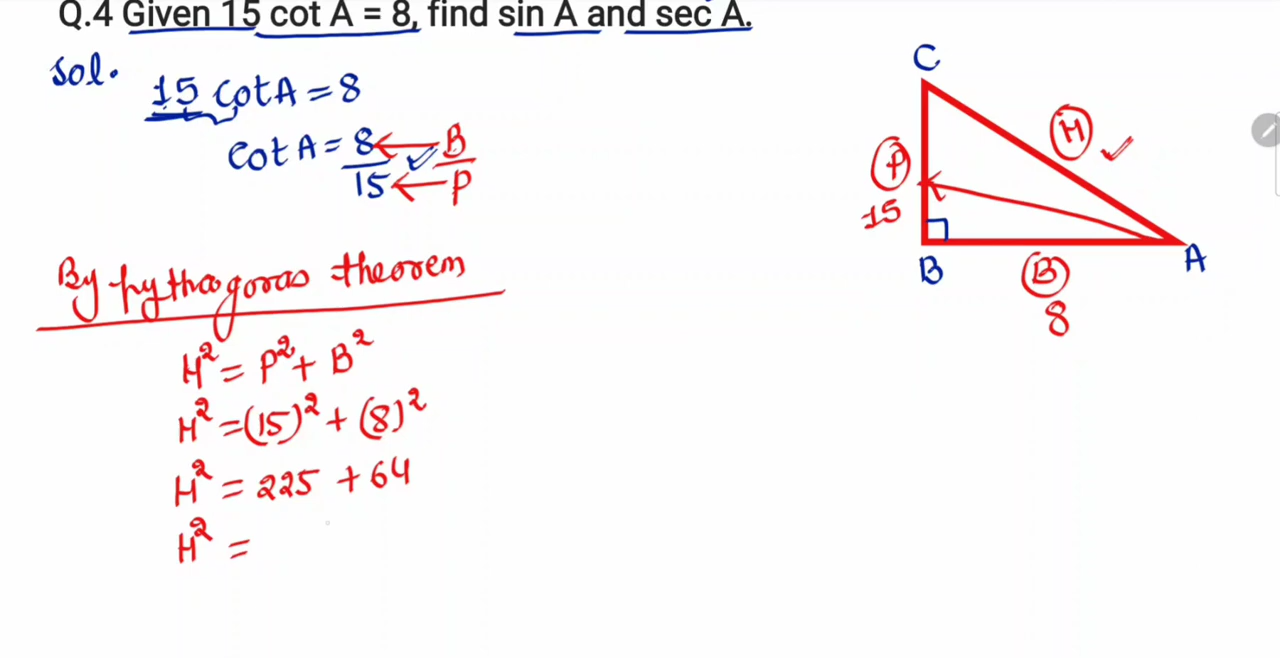 Q.4 Given 15 cot A = 8, find sin A and sec A.
Sol.
15 Cot A = 8
Cot A = 8/15 B/P
By pythagoras theorem
H² = P² + B²
H² = (15)² + (8)²
H² = 225 + 64
H² =
C
H
P
15
B
B
A
8